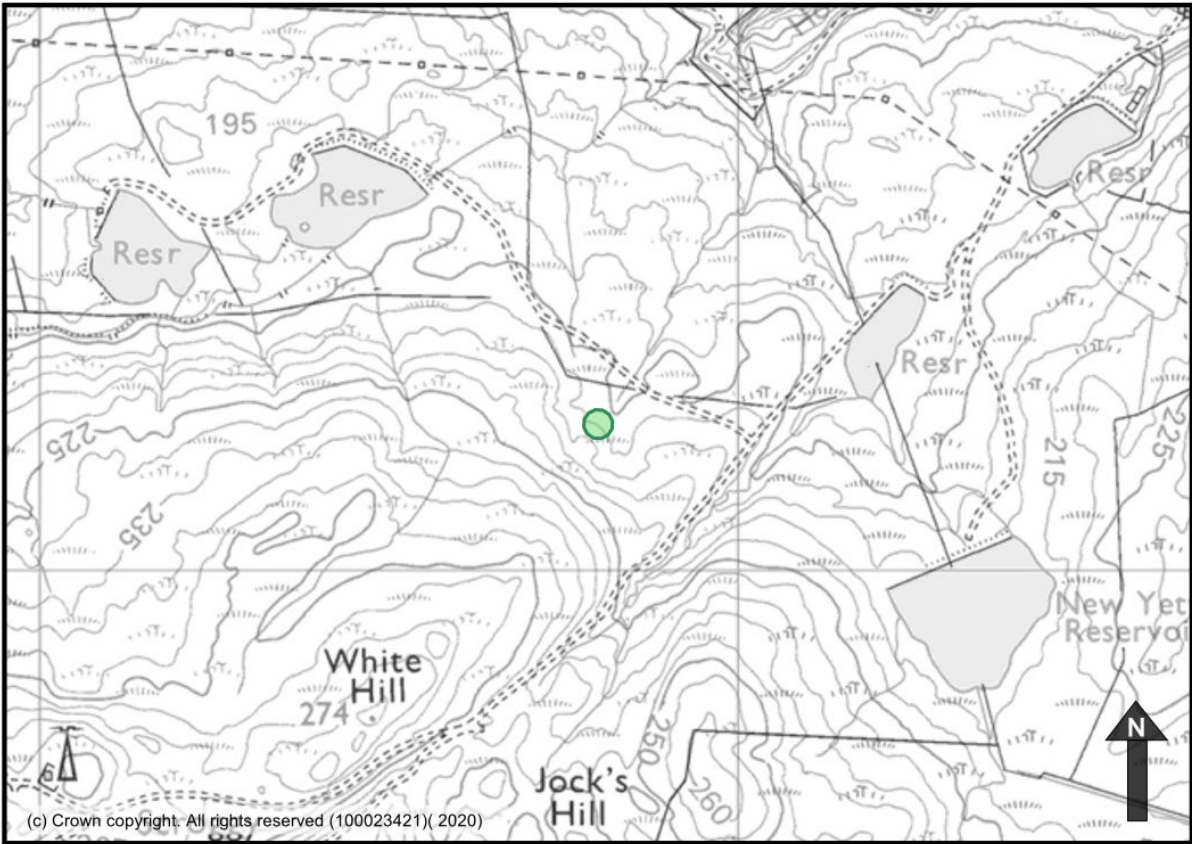 195
Resr
Resr
Resr
Resr
225
215
225
235
New Yet
Reservoi
White
Hill
274
250
260
Jock's
Hill
N
(c) Crown copyright. All rights reserved (100023421)( 2020)